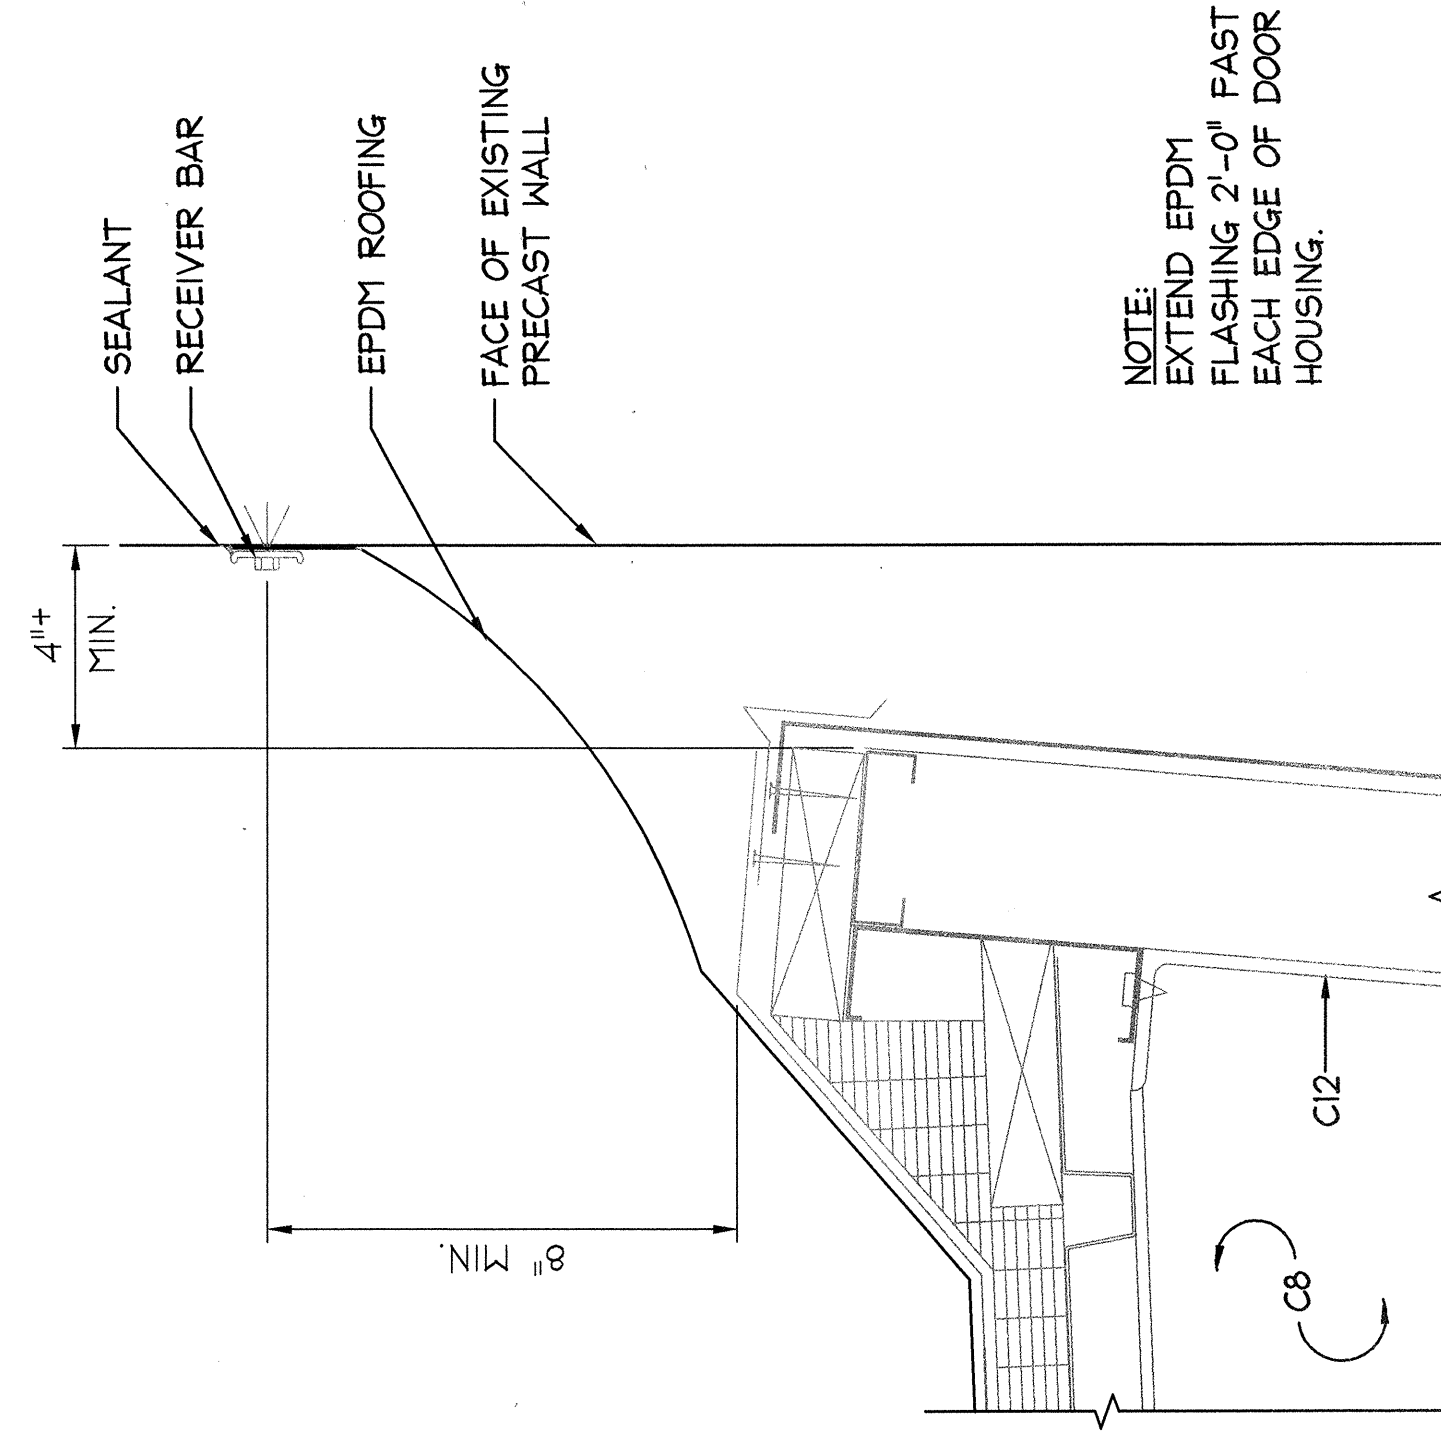 4"+
MIN.
SEALANT
RECEIVER BAR
EPDM ROOFING
FACE OF EXISTING
PRECAST WALL
NOTE:
EXTEND EPDM
FLASHING 2'-0" FAST
EACH EDGE OF DOOR
HOUSING.
8" MIN.
C12
C8